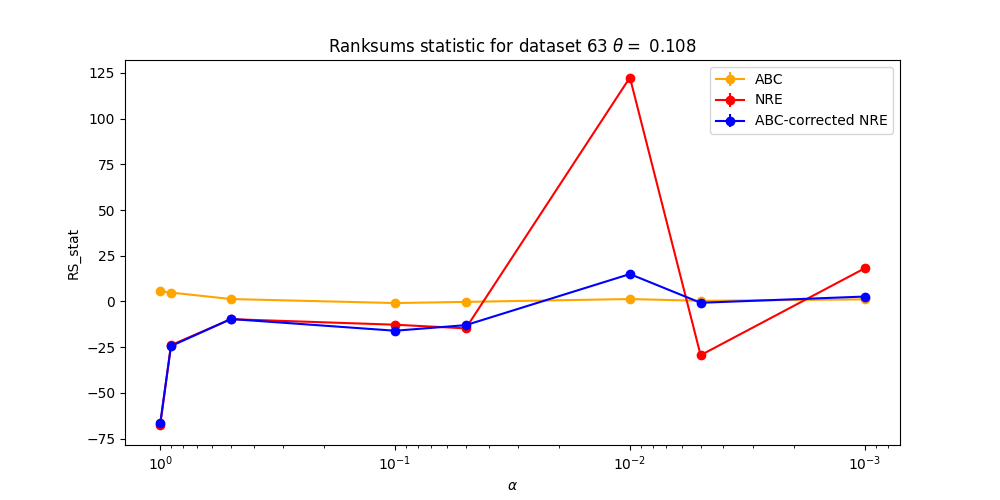 Ranksums statistic for dataset 63 θ = 0.108
ABC
NRE
ABC-corrected NRE
RS_stat
125
100
75
50
25
0
−25
−50
−75
10⁰
10⁻¹
10⁻²
10⁻³
α